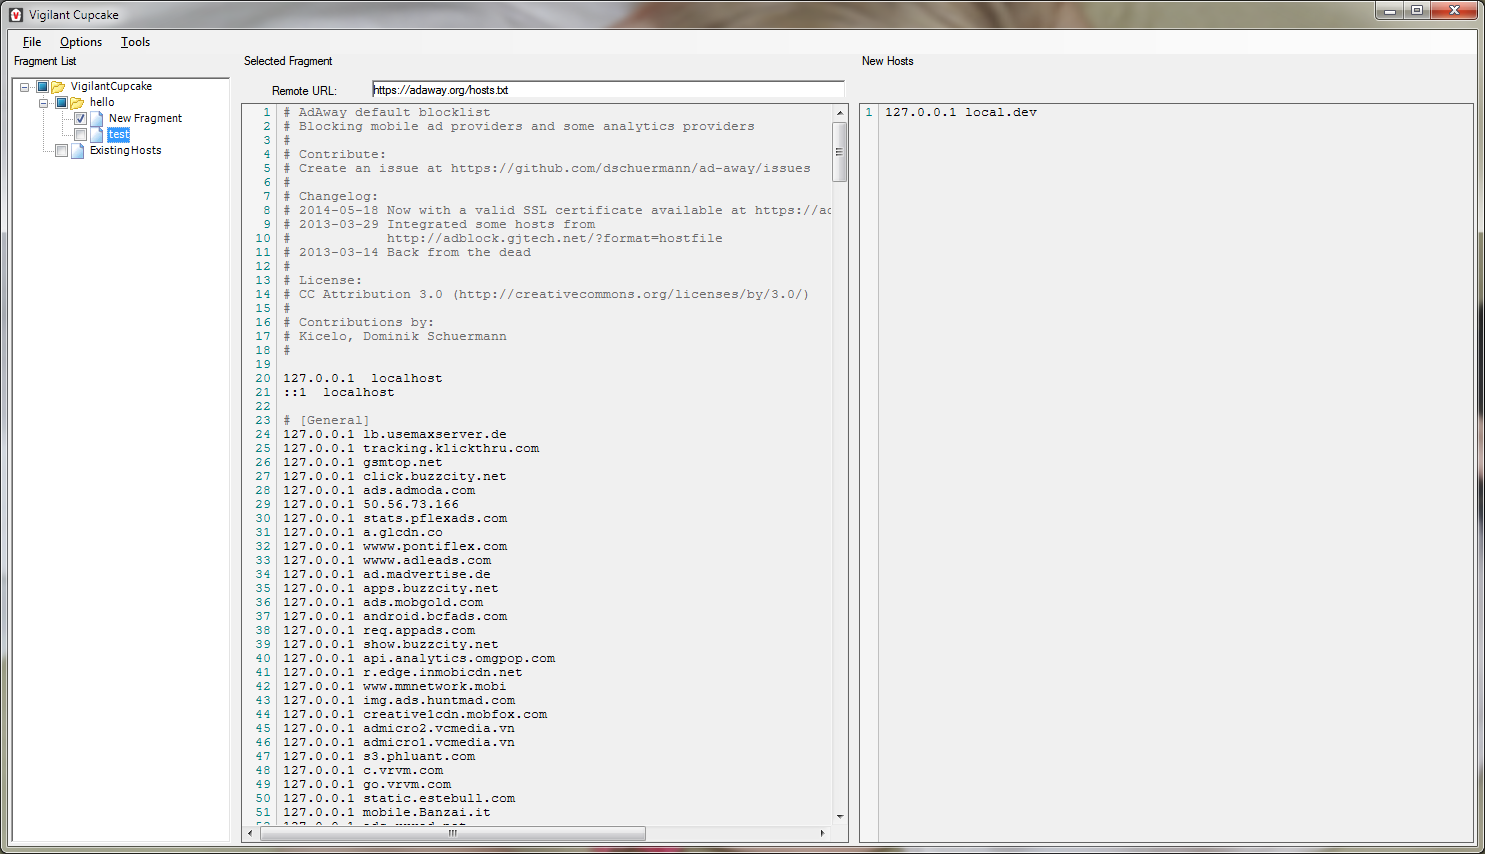 Vigilant Cupcake
File Options Tools
Fragment List
VigilantCupcake
hello
New Fragment
test
ExistingHosts
Selected Fragment
Remote URL: https://adaway.org/hosts.txt
1 # AdAway default blocklist
2 # Blocking mobile ad providers and some analytics providers
3 #
4 # Contribute:
5 # Create an issue at https://github.com/dschuermann/ad-away/issues
6 #
7 # Changelog:
8 # 2014-05-18 Now with a valid SSL certificate available at https://ad
9 # 2013-03-29 Integrated some hosts from
10 # http://adblock.gjtech.net/?format=hostfile
11 # 2013-03-14 Back from the dead
12 #
13 # License:
14 # CC Attribution 3.0 (http://creativecommons.org/licenses/by/3.0/)
15 #
16 # Contributions by:
17 # Kicelo, Dominik Schuermann
18 #
19
20 127.0.0.1  localhost
21 ::1  localhost
22
23 # [General]
24 127.0.0.1 lb.usemaxserver.de
25 127.0.0.1 tracking.klickthru.com
26 127.0.0.1 gsmtop.net
27 127.0.0.1 click.buzzcity.net
28 127.0.0.1 ads.admoda.com
29 127.0.0.1 50.56.73.166
30 127.0.0.1 stats.pflexads.com
31 127.0.0.1 a.glcdn.co
32 127.0.0.1 wwww.pontiflex.com
33 127.0.0.1 wwww.adleads.com
34 127.0.0.1 ad.madvertise.de
35 127.0.0.1 apps.buzzcity.net
36 127.0.0.1 ads.mobgold.com
37 127.0.0.1 android.bcfads.com
38 127.0.0.1 req.appads.com
39 127.0.0.1 show.buzzcity.net
40 127.0.0.1 api.analytics.omgpop.com
41 127.0.0.1 r.edge.inmobicdn.net
42 127.0.0.1 www.mmnetwork.mobi
43 127.0.0.1 img.ads.huntmad.com
44 127.0.0.1 creative1cdn.mobfox.com
45 127.0.0.1 admicro2.vcmedia.vn
46 127.0.0.1 admicro1.vcmedia.vn
47 127.0.0.1 s3.phluant.com
48 127.0.0.1 c.vrvm.com
49 127.0.0.1 go.vrvm.com
50 127.0.0.1 static.estebull.com
51 127.0.0.1 mobile.Banzai.it
New Hosts
1 127.0.0.1 local.dev